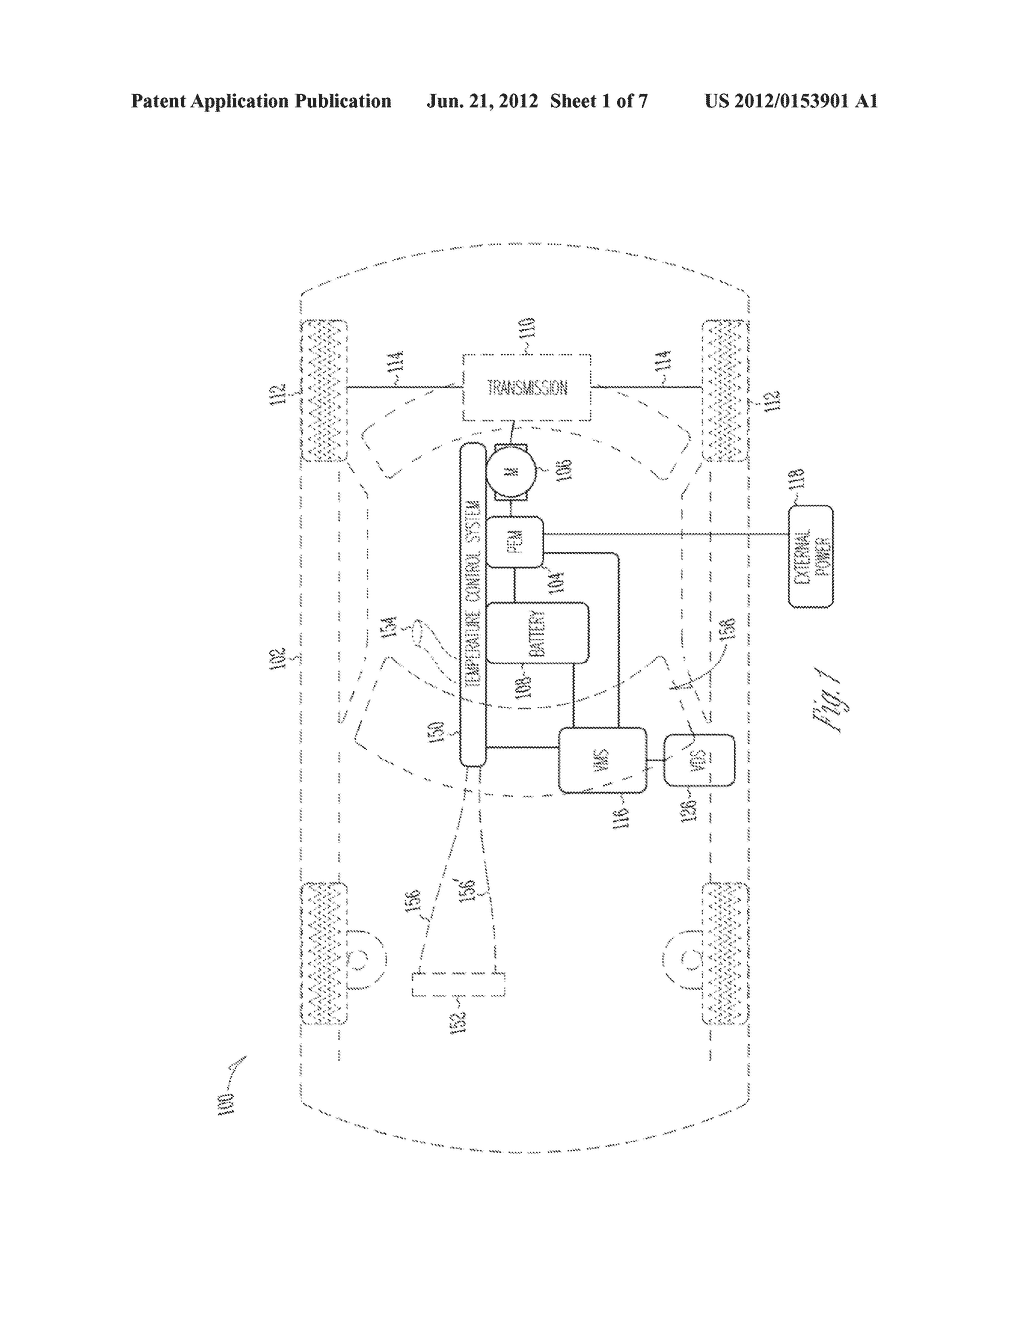 Patent Application Publication Jun. 21, 2012 Sheet 1 of 7 US 2012/0153901 A1
110
TRANSMISSION
114
114
112
112
M
106
118
EXTERNAL POWER
PEM
104
TEMPERATURE CONTROL SYSTEM
154
BATTERY
108
102
158
150
VMS
VDS
116
126
156
156
152
100
Fig. 1